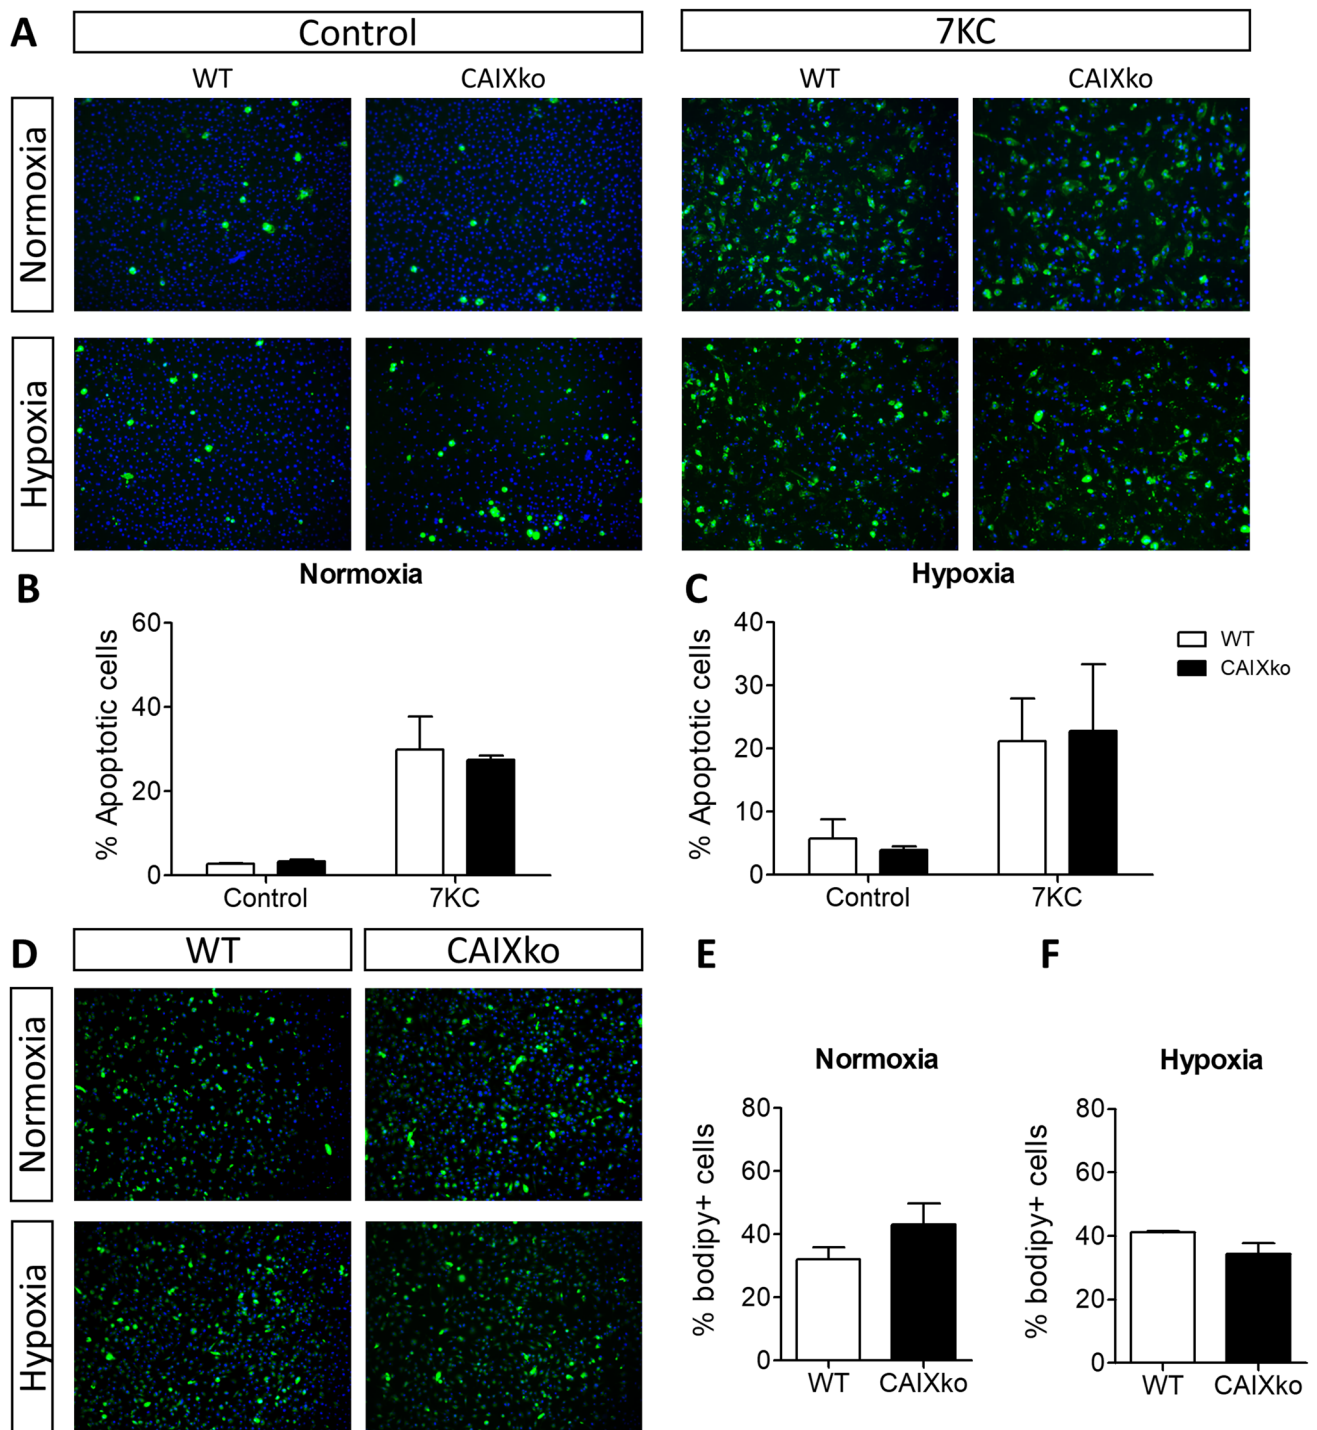 A
Control
7KC
WT
CAIXko
WT
CAIXko
Normoxia
Hypoxia
B
Normoxia
% Apoptotic cells
60
40
20
0
Control
7KC
C
Hypoxia
% Apoptotic cells
40
30
20
10
0
Control
7KC
WT
CAIXko
D
WT
CAIXko
Normoxia
Hypoxia
E
Normoxia
% bodipy+ cells
80
60
40
20
0
WT
CAIXko
F
Hypoxia
% bodipy+ cells
80
60
40
20
0
WT
CAIXko